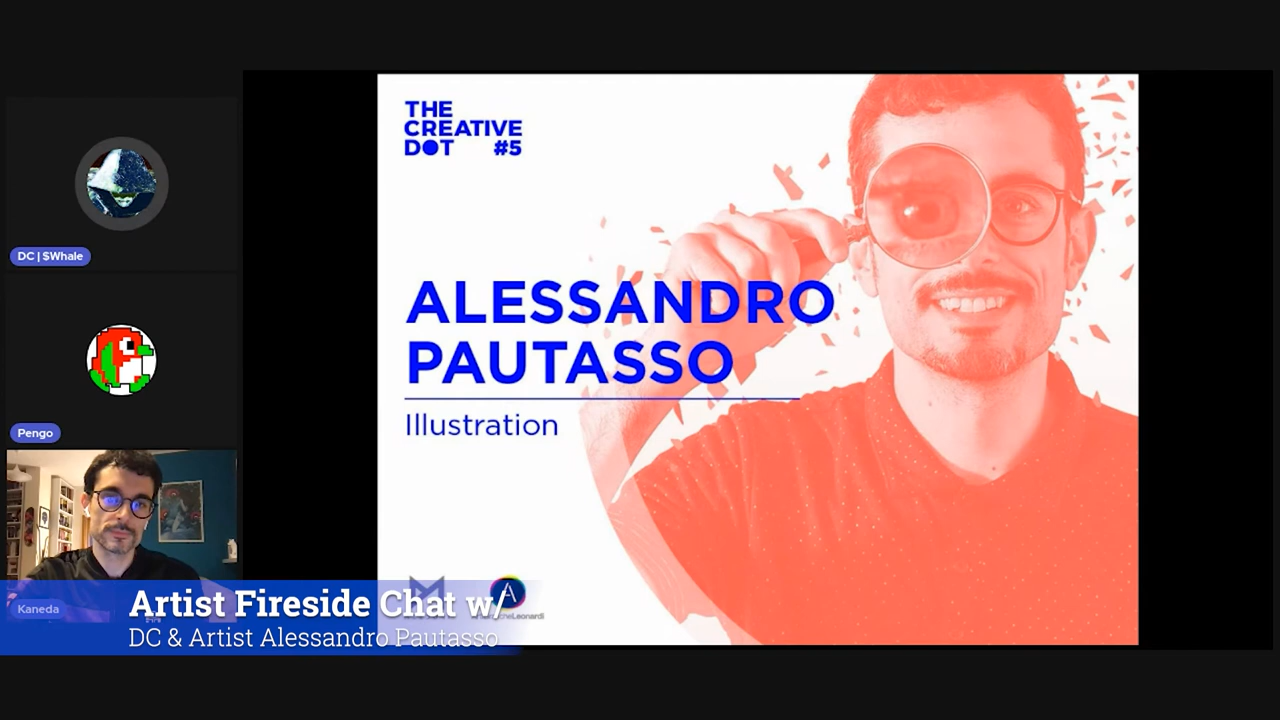 THE
CREATIVE
DOT #5
ALESSANDRO
PAUTASSO
Illustration
DC | $Whale
Pengo
Kaneda
Artist Fireside Chat w/
DC & Artist Alessandro Pautasso